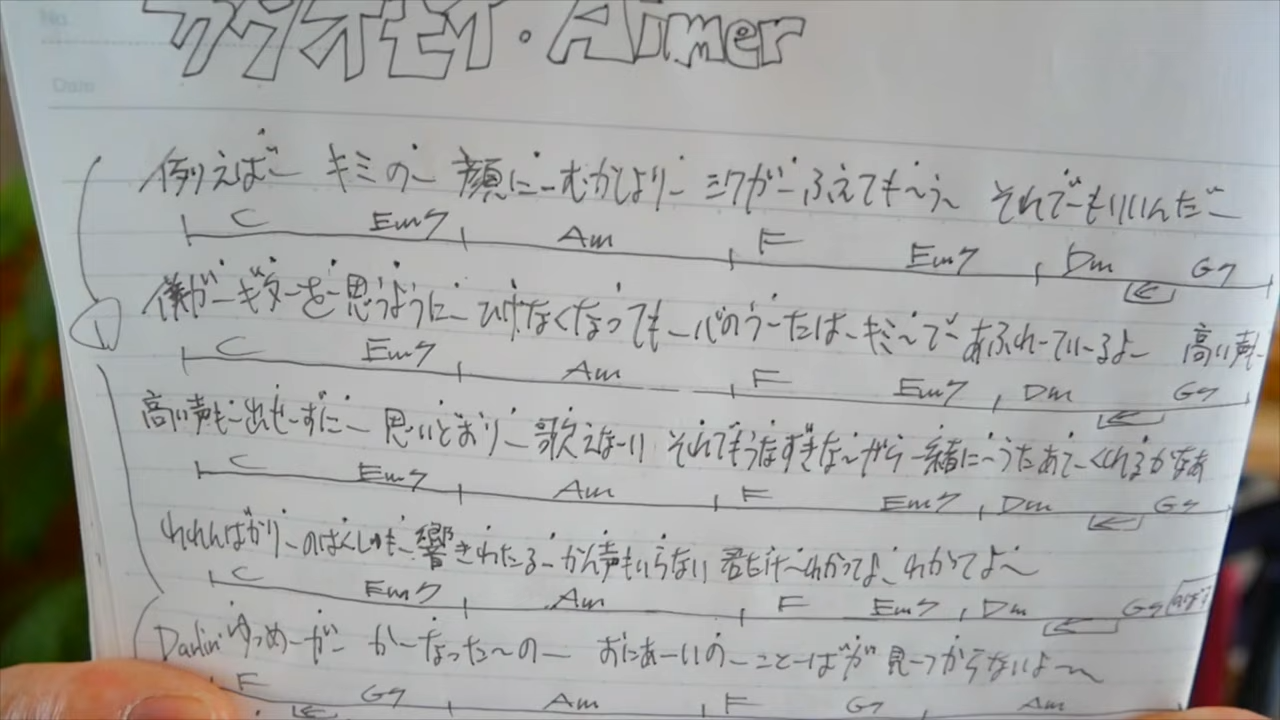 No.
カタオモイ・Aimer
Date
例えばー キミのー 顔にーむかしよりー シワがーふえてもーうー それでーもいいんだー
C Em7 Am F Em7 Dm G7
僕がーギターを思うようにー ひけなくなってもー心のうーたはーキミーでー あふれーていーるよー 高い声ー
C Em7 Am F Em7 Dm G7
高い声もー出せーずにー 思いどおりー歌えなーい それでもうなずきなーがらー一緒にーうたあてーくれるかなあ
C Em7 Am F Em7 Dm G7
われんばかりーのはくしゅもー響きわたるーかん声もいらない 君だけーわかってよ わかってよー
C Em7 Am F Em7 Dm G7
Darlin' ゆっめーがー かーなったーのー おにあーいのーことーばが 見ーつからないよー
F G7 Am F G7 Am